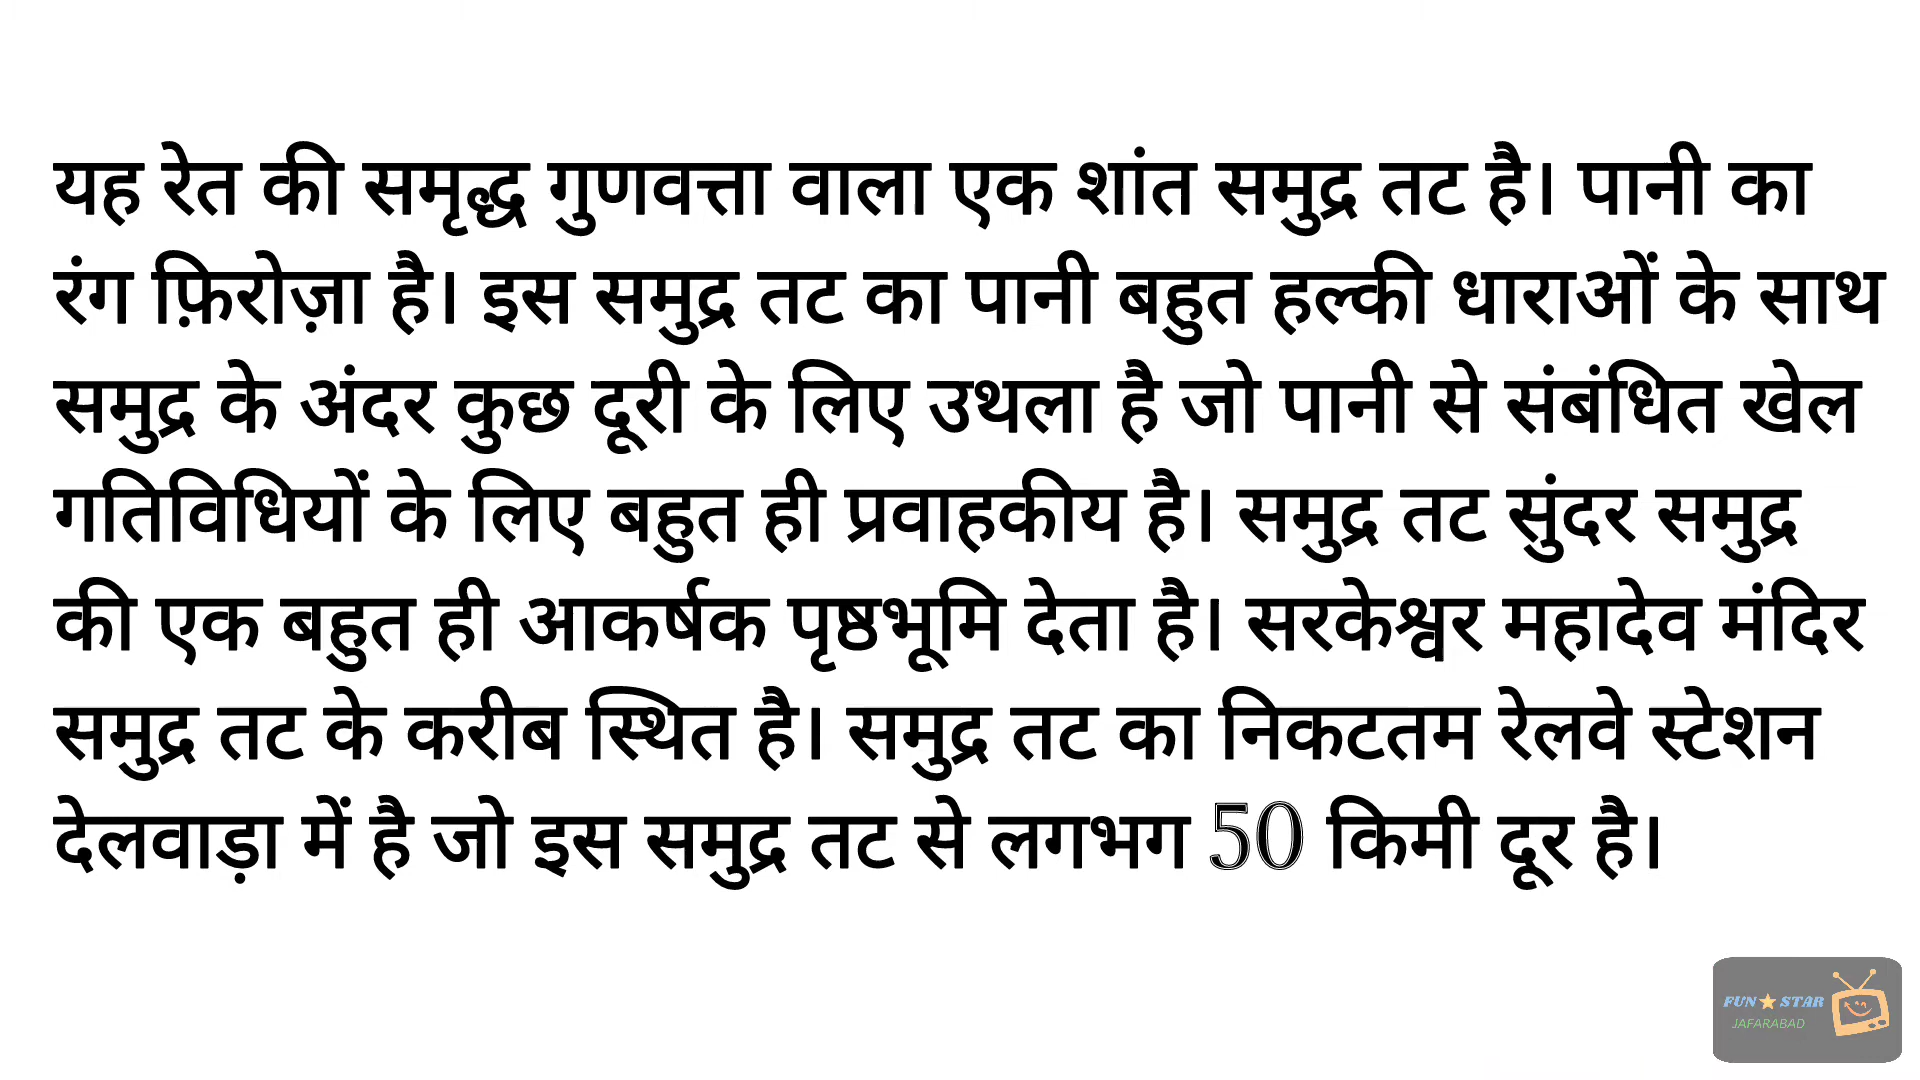 यह रेत की समृद्ध गुणवत्ता वाला एक शांत समुद्र तट है। पानी का
रंग फ़िरोज़ा है। इस समुद्र तट का पानी बहुत हल्की धाराओं के साथ
समुद्र के अंदर कुछ दूरी के लिए उथला है जो पानी से संबंधित खेल
गतिविधियों के लिए बहुत ही प्रवाहकीय है। समुद्र तट सुंदर समुद्र
की एक बहुत ही आकर्षक पृष्ठभूमि देता है। सरकेश्वर महादेव मंदिर
समुद्र तट के करीब स्थित है। समुद्र तट का निकटतम रेलवे स्टेशन
देलवाड़ा में है जो इस समुद्र तट से लगभग 50 किमी दूर है।
FUN STAR
JAFARABAD